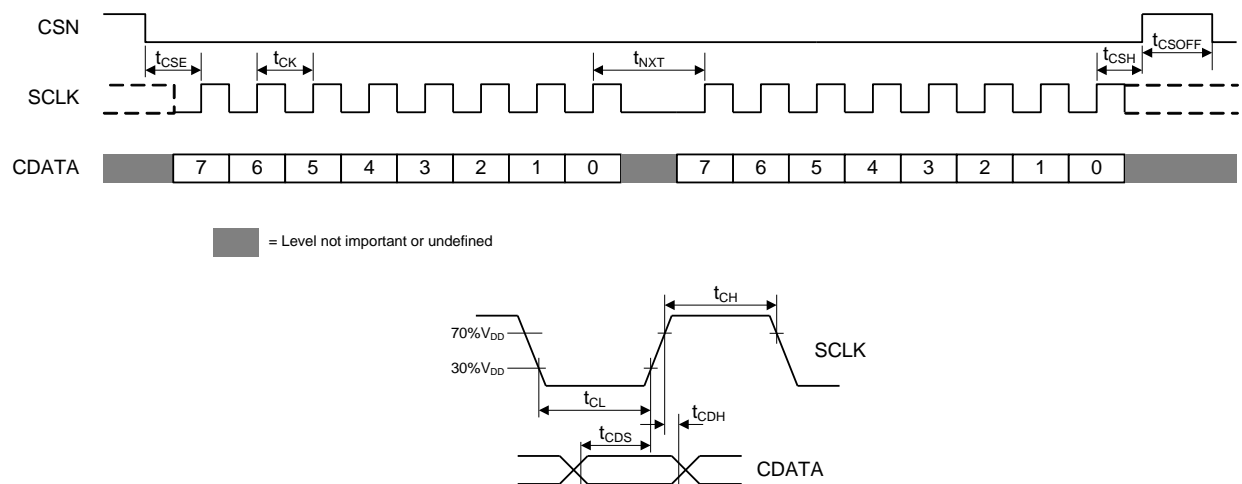 CSN
tCSE tCK tNXT tCSH tCSOFF
SCLK
CDATA 7 6 5 4 3 2 1 0 7 6 5 4 3 2 1 0
= Level not important or undefined
tCH
70%VDD
SCLK
30%VDD
tCL
tCDH
tCDS
CDATA